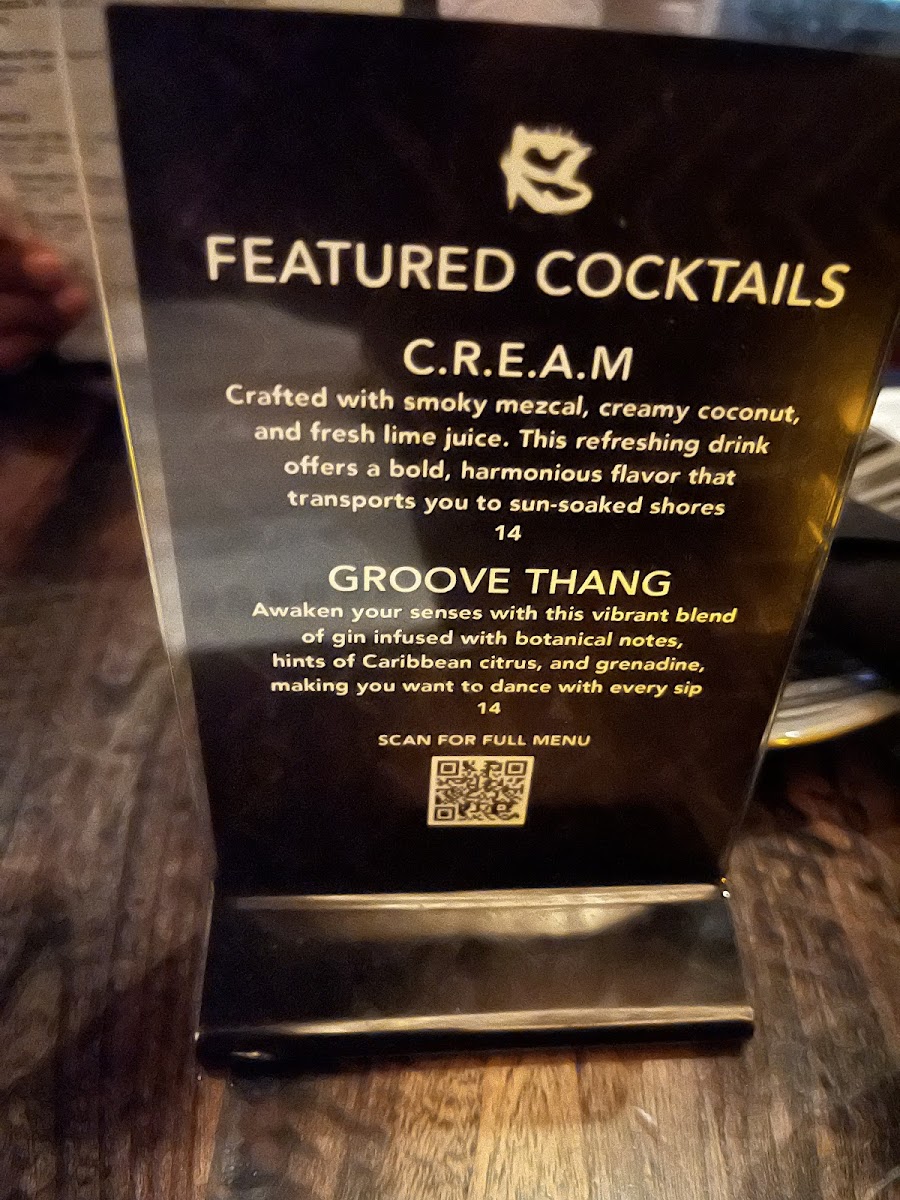 FEATURED COCKTAILS
C.R.E.A.M
Crafted with smoky mezcal, creamy coconut,
and fresh lime juice. This refreshing drink
offers a bold, harmonious flavor that
transports you to sun-soaked shores
14
GROOVE THANG
Awaken your senses with this vibrant blend
of gin infused with botanical notes,
hints of Caribbean citrus, and grenadine,
making you want to dance with every sip
14
SCAN FOR FULL MENU